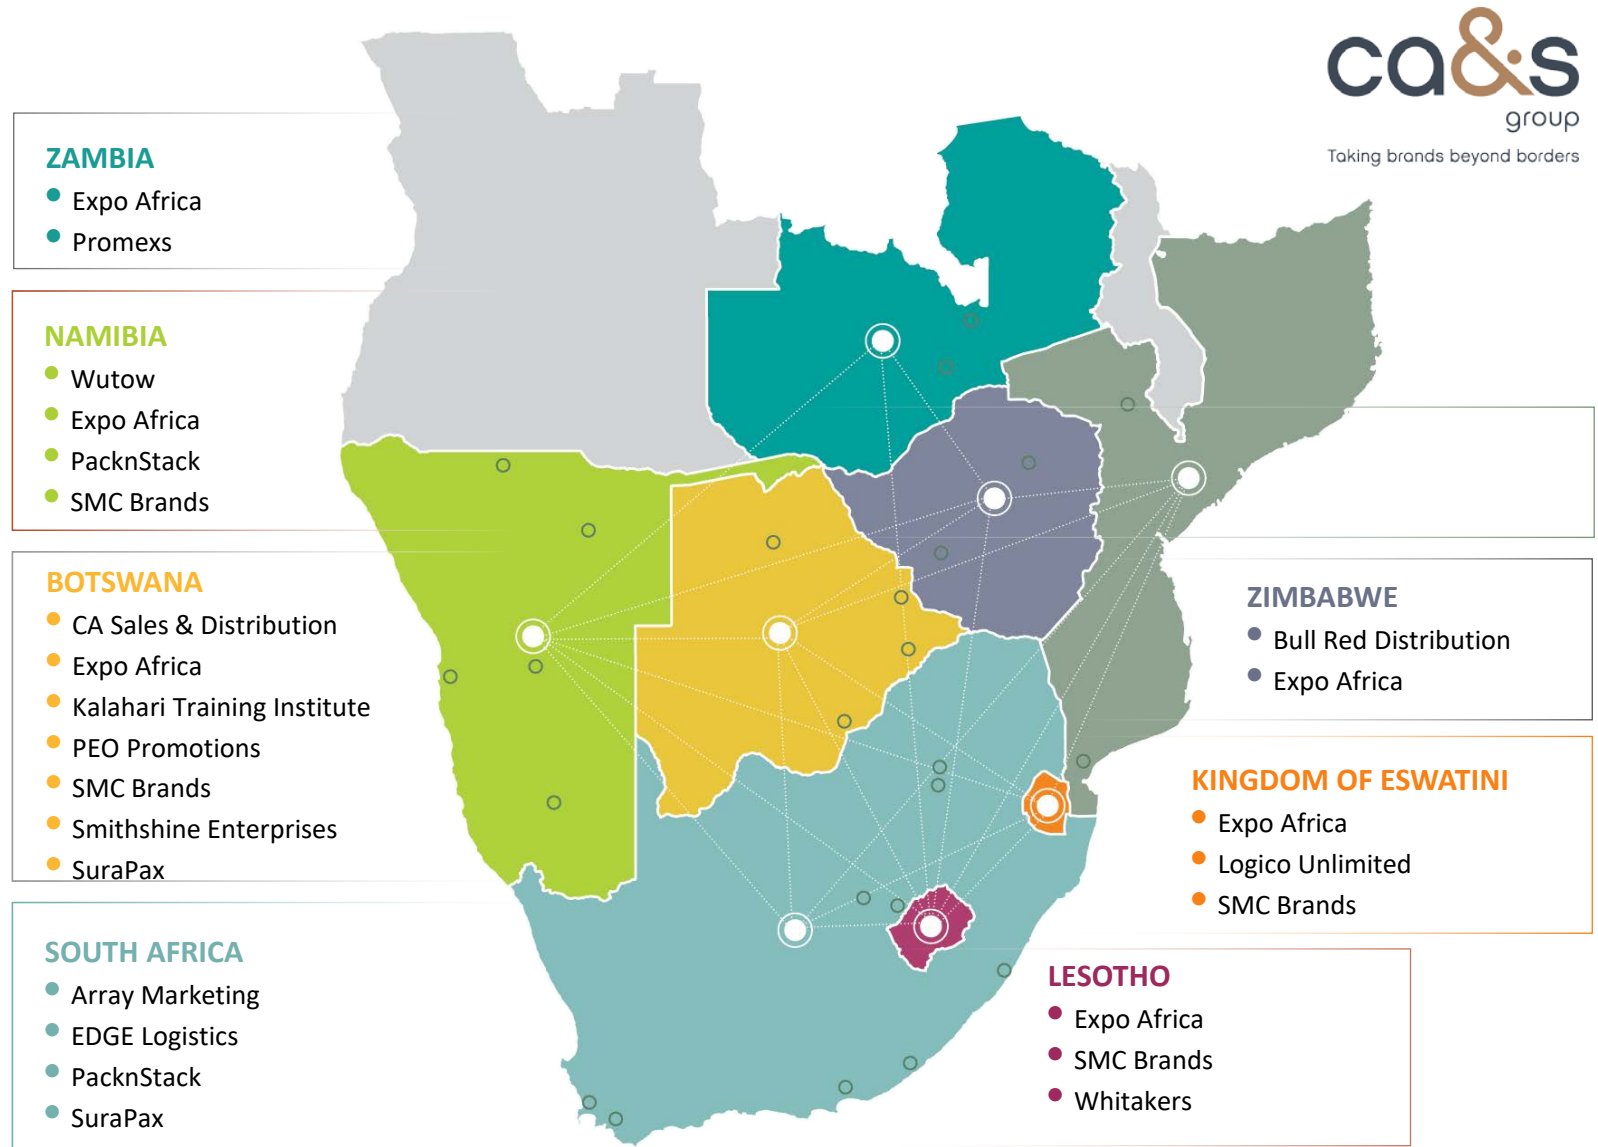 ca&s
group
Taking brands beyond borders
ZAMBIA
Expo Africa
Promexs
NAMIBIA
Wutow
Expo Africa
PacknStack
SMC Brands
BOTSWANA
CA Sales & Distribution
Expo Africa
Kalahari Training Institute
PEO Promotions
SMC Brands
Smithshine Enterprises
SuraPax
SOUTH AFRICA
Array Marketing
EDGE Logistics
PacknStack
SuraPax
ZIMBABWE
Bull Red Distribution
Expo Africa
KINGDOM OF ESWATINI
Expo Africa
Logico Unlimited
SMC Brands
LESOTHO
Expo Africa
SMC Brands
Whitakers